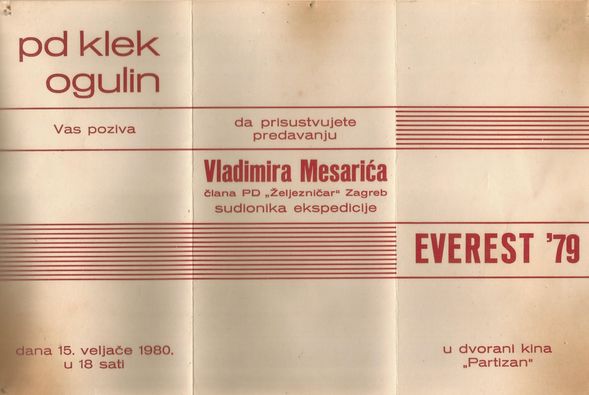 pd klek
ogulin
Vas poziva
da prisustvujete
predavanju
Vladimira Mesarića
člana PD „Željezničar" Zagreb
sudionika ekspedicije
EVEREST '79
dana 15. veljače 1980.
u 18 sati
u dvorani kina
„Partizan"